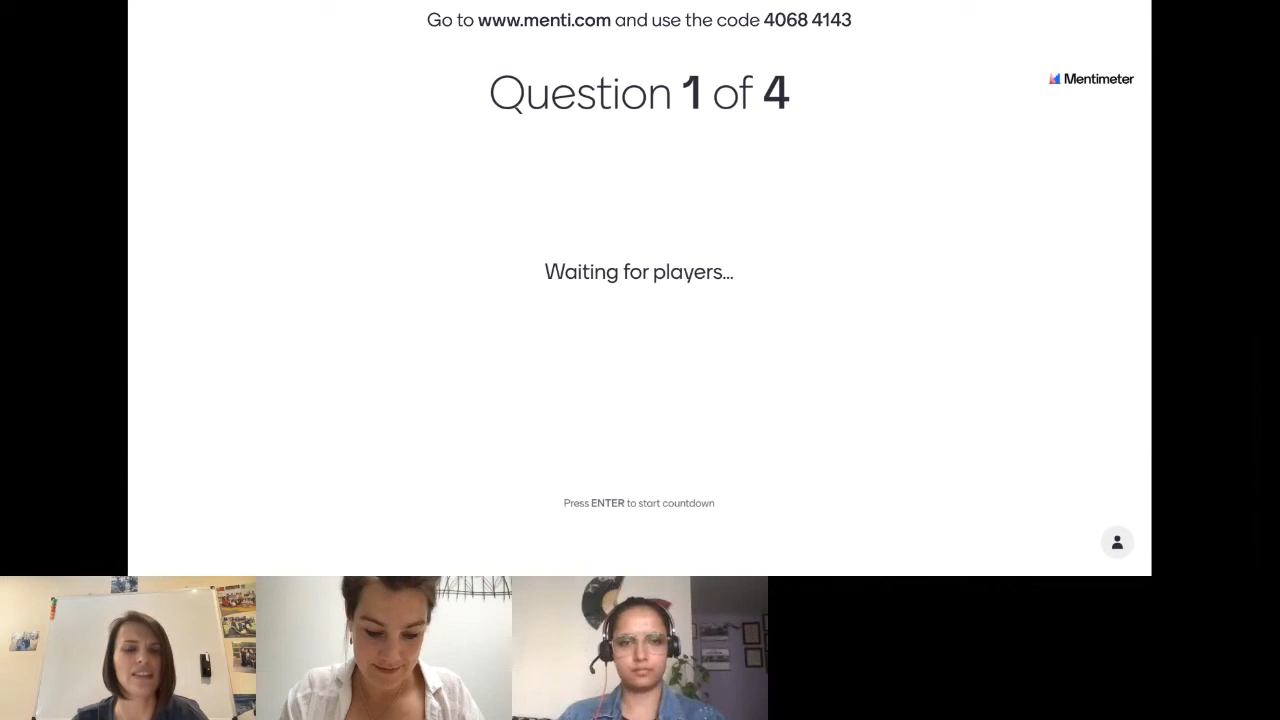 Go to www.menti.com and use the code 4068 4143
Question 1 of 4
Mentimeter
Waiting for players...
Press ENTER to start countdown